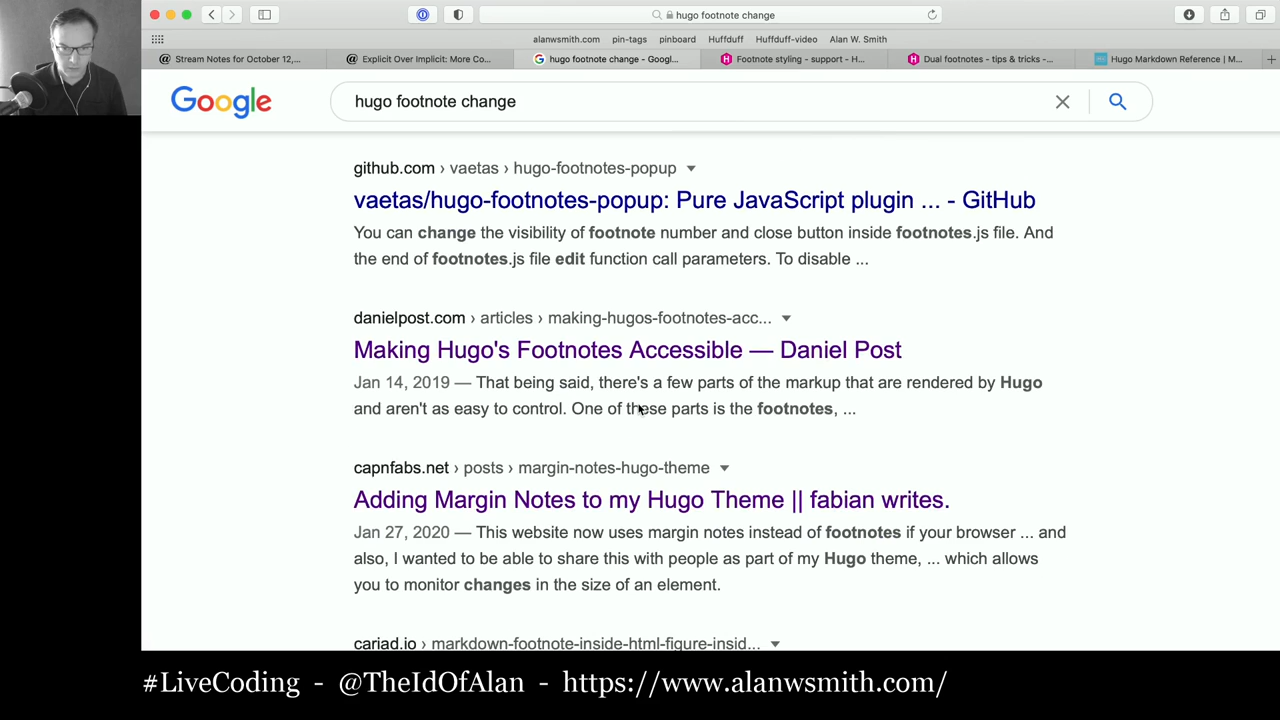 hugo footnote change
alanwsmith.com pin-tags pinboard Huffduff Huffduff-video Alan W. Smith
@ Stream Notes for October 12,...
@ Explicit Over Implicit: More Co...
G hugo footnote change - Googl...
H Footnote styling - support - H...
H Dual footnotes - tips & tricks -...
Hugo Markdown Reference | M...
Google
hugo footnote change
github.com › vaetas › hugo-footnotes-popup
vaetas/hugo-footnotes-popup: Pure JavaScript plugin ... - GitHub
You can change the visibility of footnote number and close button inside footnotes.js file. And
the end of footnotes.js file edit function call parameters. To disable ...
danielpost.com › articles › making-hugos-footnotes-acc...
Making Hugo's Footnotes Accessible — Daniel Post
Jan 14, 2019 — That being said, there's a few parts of the markup that are rendered by Hugo
and aren't as easy to control. One of these parts is the footnotes, ...
capnfabs.net › posts › margin-notes-hugo-theme
Adding Margin Notes to my Hugo Theme || fabian writes.
Jan 27, 2020 — This website now uses margin notes instead of footnotes if your browser ... and
also, I wanted to be able to share this with people as part of my Hugo theme, ... which allows
you to monitor changes in the size of an element.
cariad.io › markdown-footnote-inside-html-figure-insid...
#LiveCoding - @TheIdOfAlan - https://www.alanwsmith.com/